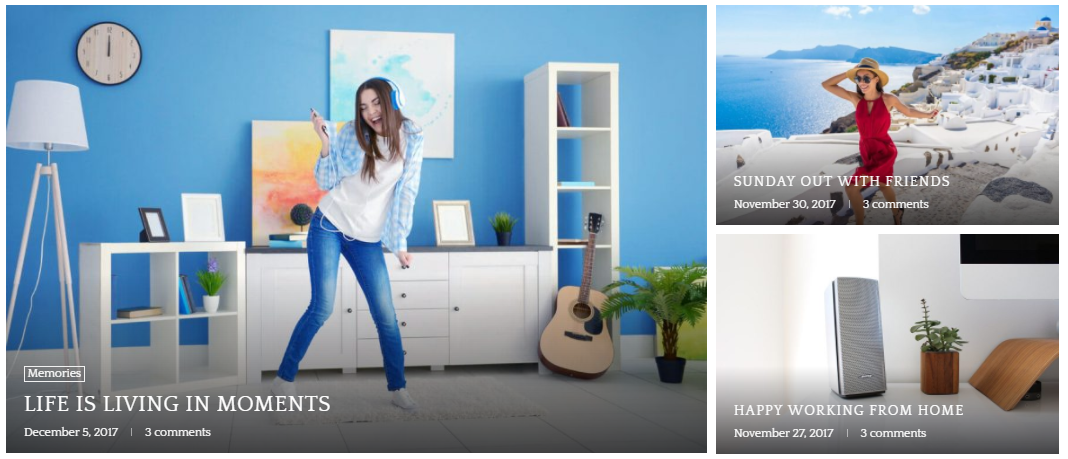 Memories
LIFE IS LIVING IN MOMENTS
December 5, 2017 | 3 comments
SUNDAY OUT WITH FRIENDS
November 30, 2017 | 3 comments
HAPPY WORKING FROM HOME
November 27, 2017 | 3 comments